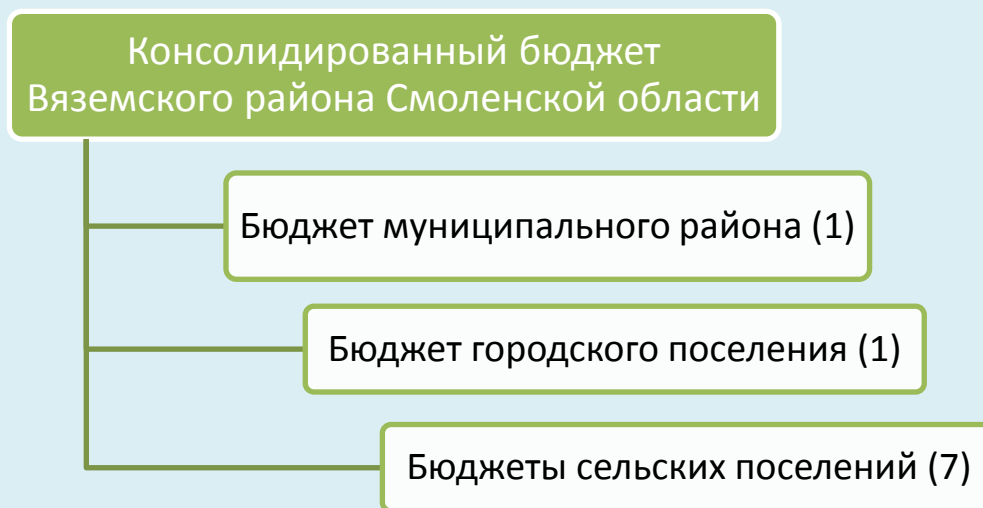 Консолидированный бюджет
Вяземского района Смоленской области
Бюджет муниципального района (1)
Бюджет городского поселения (1)
Бюджеты сельских поселений (7)